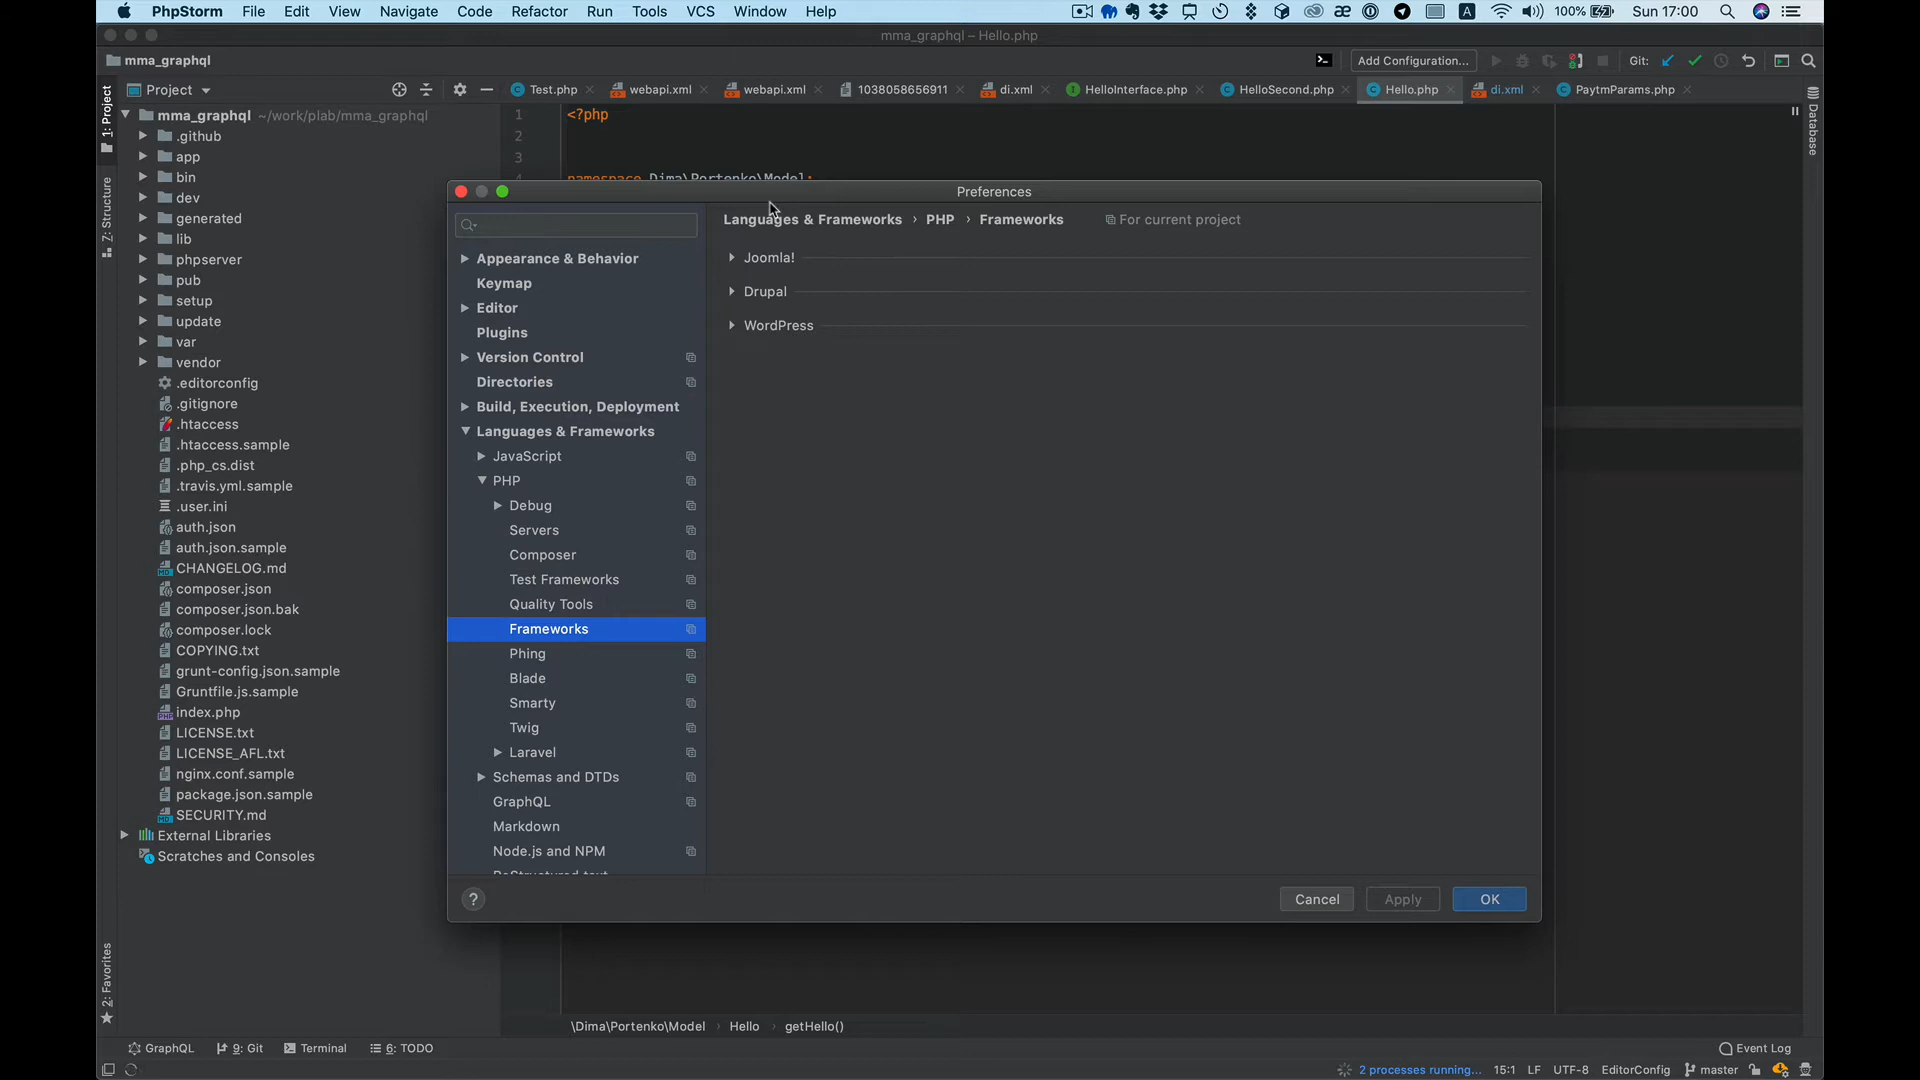 PhpStorm File Edit View Navigate Code Refactor Run Tools VCS Window Help 100% Sun 17:00
mma_graphql – Hello.php
mma_graphql Add Configuration... Git:
Project Test.php webapi.xml webapi.xml 1038058656911 di.xml HelloInterface.php HelloSecond.php Hello.php di.xml PaytmParams.php
1: Project
Z: Structure
2: Favorites
Database
mma_graphql ~/work/plab/mma_graphql
.github
app
bin
dev
generated
lib
phpserver
pub
setup
update
var
vendor
.editorconfig
.gitignore
.htaccess
.htaccess.sample
.php_cs.dist
.travis.yml.sample
.user.ini
auth.json
auth.json.sample
CHANGELOG.md
composer.json
composer.json.bak
composer.lock
COPYING.txt
grunt-config.json.sample
Gruntfile.js.sample
index.php
LICENSE.txt
LICENSE_AFL.txt
nginx.conf.sample
package.json.sample
SECURITY.md
External Libraries
Scratches and Consoles
1 <?php
2
3
4 namespace Dima\Portenko\Model;
Preferences
Languages & Frameworks › PHP › Frameworks For current project
Appearance & Behavior
Keymap
Editor
Plugins
Version Control
Directories
Build, Execution, Deployment
Languages & Frameworks
JavaScript
PHP
Debug
Servers
Composer
Test Frameworks
Quality Tools
Frameworks
Phing
Blade
Smarty
Twig
Laravel
Schemas and DTDs
GraphQL
Markdown
Node.js and NPM
ReStructured text
Joomla!
Drupal
WordPress
? Cancel Apply OK
\Dima\Portenko\Model › Hello › getHello()
GraphQL 9: Git Terminal 6: TODO Event Log
2 processes running... 15:1 LF UTF-8 EditorConfig master